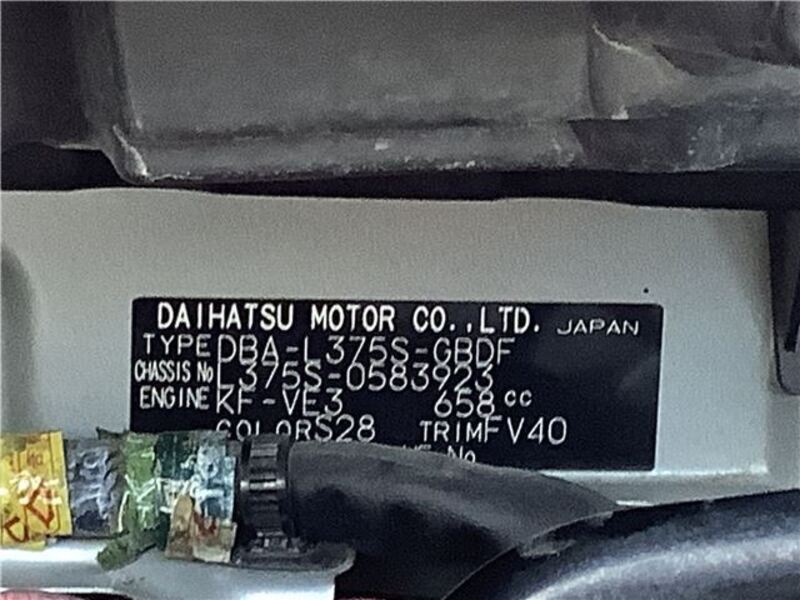 DAIHATSU MOTOR CO.,LTD. JAPAN
TYPE DBA-L375S-GBDF
CHASSIS No L375S-0583923
ENGINE KF-VE3 658 cc
COLOR S28 TRIM FV40
No